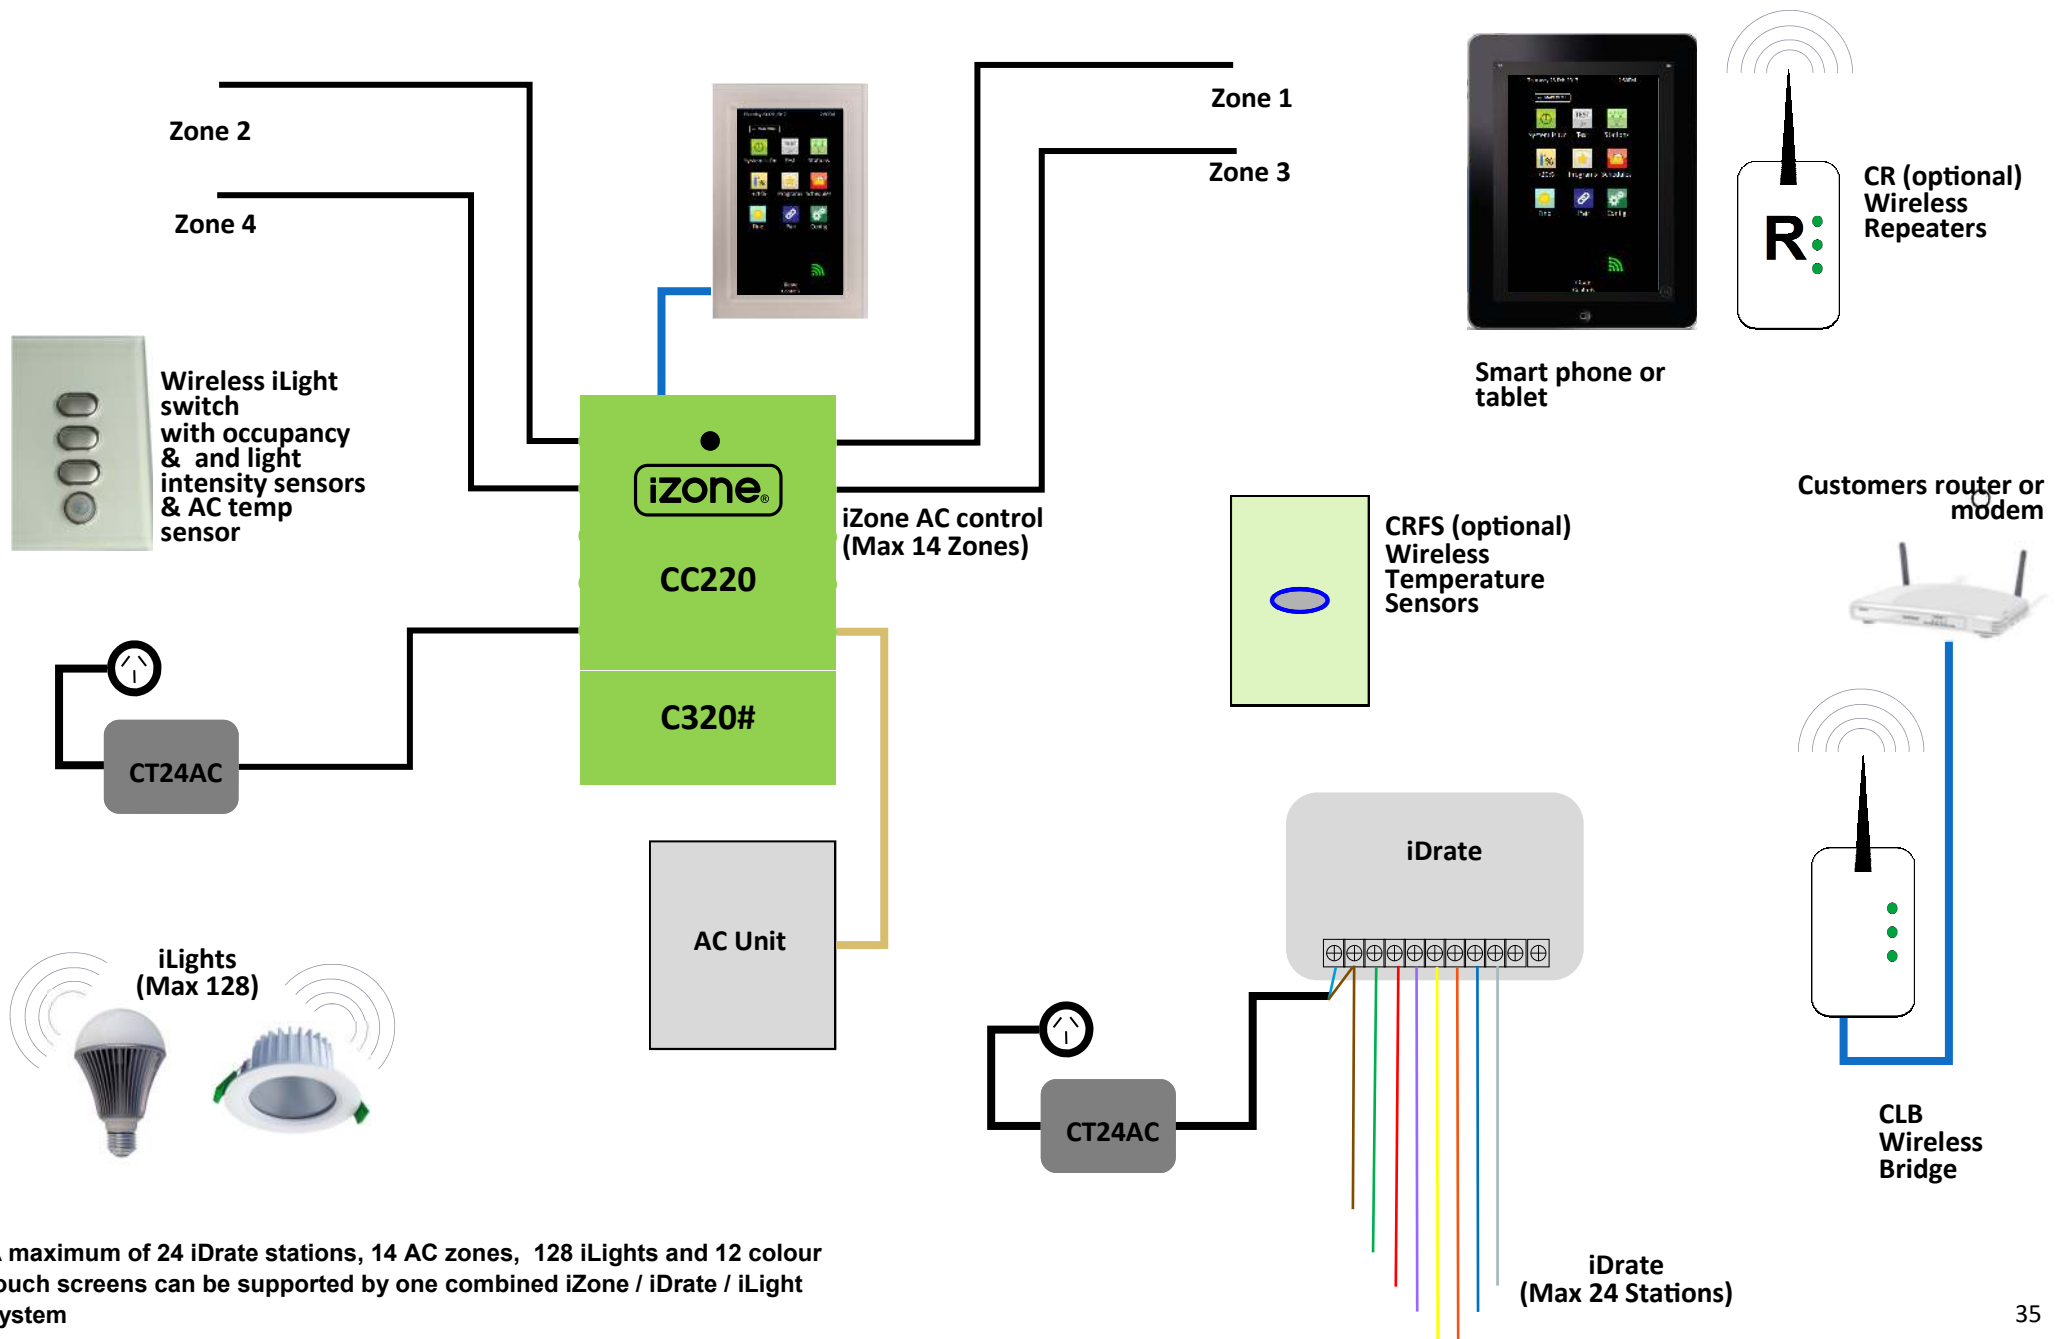 Zone 2
Zone 4
Zone 1
Zone 3
R
CR (optional)
Wireless
Repeaters
Smart phone or
tablet
Wireless iLight
switch
with occupancy
& and light
intensity sensors
& AC temp
sensor
izone®
CC220
C320#
iZone AC control
(Max 14 Zones)
CRFS (optional)
Wireless
Temperature
Sensors
Customers router or
modem
CT24AC
AC Unit
iDrate
iLights
(Max 128)
CT24AC
CLB
Wireless
Bridge
iDrate
(Max 24 Stations)
maximum of 24 iDrate stations, 14 AC zones, 128 iLights and 12 colour
ouch screens can be supported by one combined iZone / iDrate / iLight
ystem
35